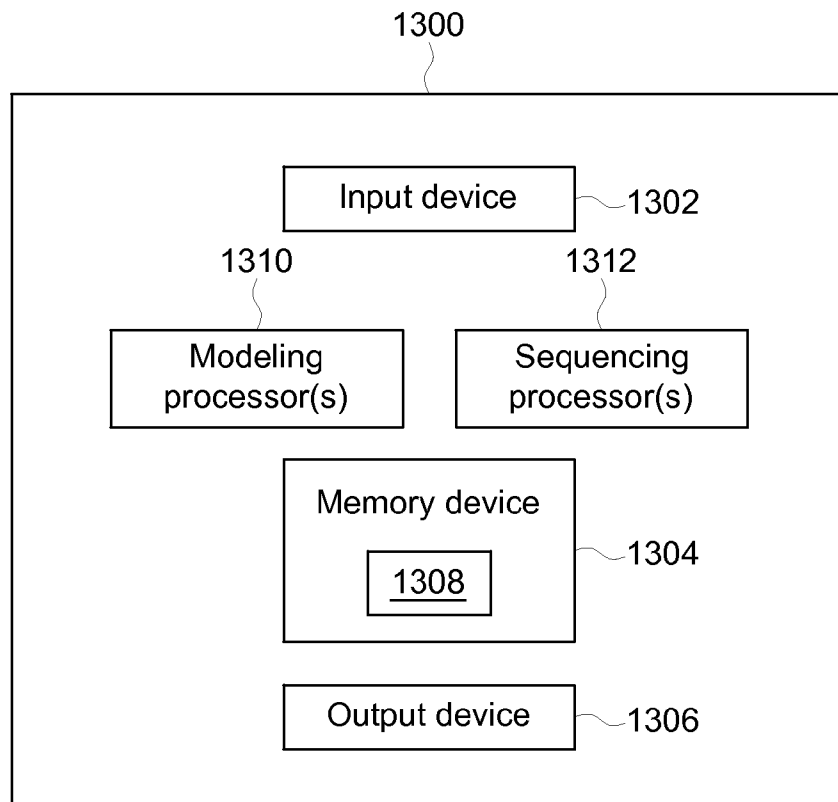 1300
Input device
1302
1310
1312
Modeling
processor(s)
Sequencing
processor(s)
Memory device
1304
1308
Output device
1306